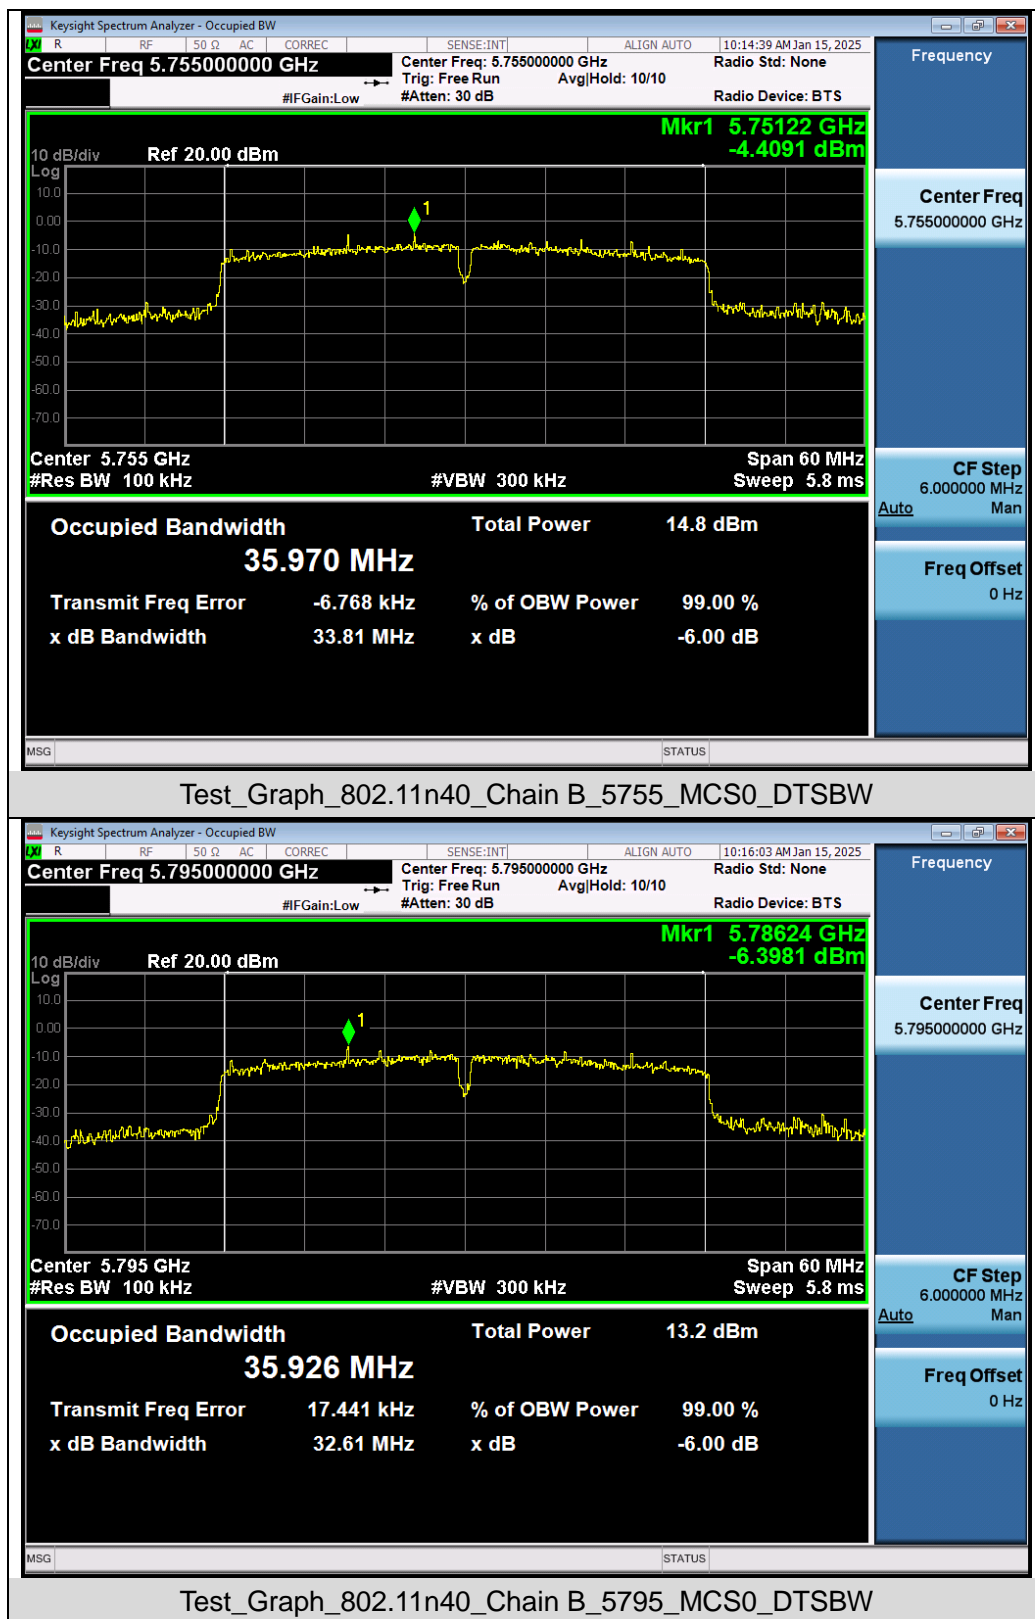 Keysight Spectrum Analyzer - Occupied BW
LXI R RF 50 Ω AC CORREC SENSE:INT ALIGN AUTO 10:14:39 AM Jan 15, 2025
Center Freq 5.755000000 GHz
Center Freq: 5.755000000 GHz Radio Std: None
Trig: Free Run Avg|Hold: 10/10
#IFGain:Low #Atten: 30 dB Radio Device: BTS
Frequency
Mkr1 5.75122 GHz
-4.4091 dBm
10 dB/div Ref 20.00 dBm
Log
10.0
0.00
-10.0
-20.0
-30.0
-40.0
-50.0
-60.0
-70.0
1
Center 5.755 GHz Span 60 MHz
#Res BW 100 kHz #VBW 300 kHz Sweep 5.8 ms
Center Freq
5.755000000 GHz
CF Step
6.000000 MHz
Auto Man
Freq Offset
0 Hz
Occupied Bandwidth Total Power 14.8 dBm
35.970 MHz
Transmit Freq Error -6.768 kHz % of OBW Power 99.00 %
x dB Bandwidth 33.81 MHz x dB -6.00 dB
MSG STATUS
Test_Graph_802.11n40_Chain B_5755_MCS0_DTSBW
Keysight Spectrum Analyzer - Occupied BW
LXI R RF 50 Ω AC CORREC SENSE:INT ALIGN AUTO 10:16:03 AM Jan 15, 2025
Center Freq 5.795000000 GHz
Center Freq: 5.795000000 GHz Radio Std: None
Trig: Free Run Avg|Hold: 10/10
#IFGain:Low #Atten: 30 dB Radio Device: BTS
Frequency
Mkr1 5.78624 GHz
-6.3981 dBm
10 dB/div Ref 20.00 dBm
Log
10.0
0.00
-10.0
-20.0
-30.0
-40.0
-50.0
-60.0
-70.0
1
Center 5.795 GHz Span 60 MHz
#Res BW 100 kHz #VBW 300 kHz Sweep 5.8 ms
Center Freq
5.795000000 GHz
CF Step
6.000000 MHz
Auto Man
Freq Offset
0 Hz
Occupied Bandwidth Total Power 13.2 dBm
35.926 MHz
Transmit Freq Error 17.441 kHz % of OBW Power 99.00 %
x dB Bandwidth 32.61 MHz x dB -6.00 dB
MSG STATUS
Test_Graph_802.11n40_Chain B_5795_MCS0_DTSBW